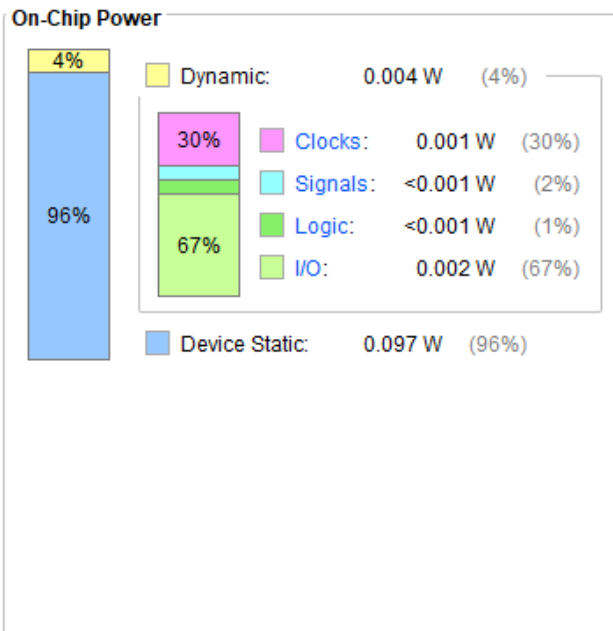 On-Chip Power
4%
96%
Dynamic: 0.004 W (4%)
30%
67%
Clocks: 0.001 W (30%)
Signals: <0.001 W (2%)
Logic: <0.001 W (1%)
I/O: 0.002 W (67%)
Device Static: 0.097 W (96%)